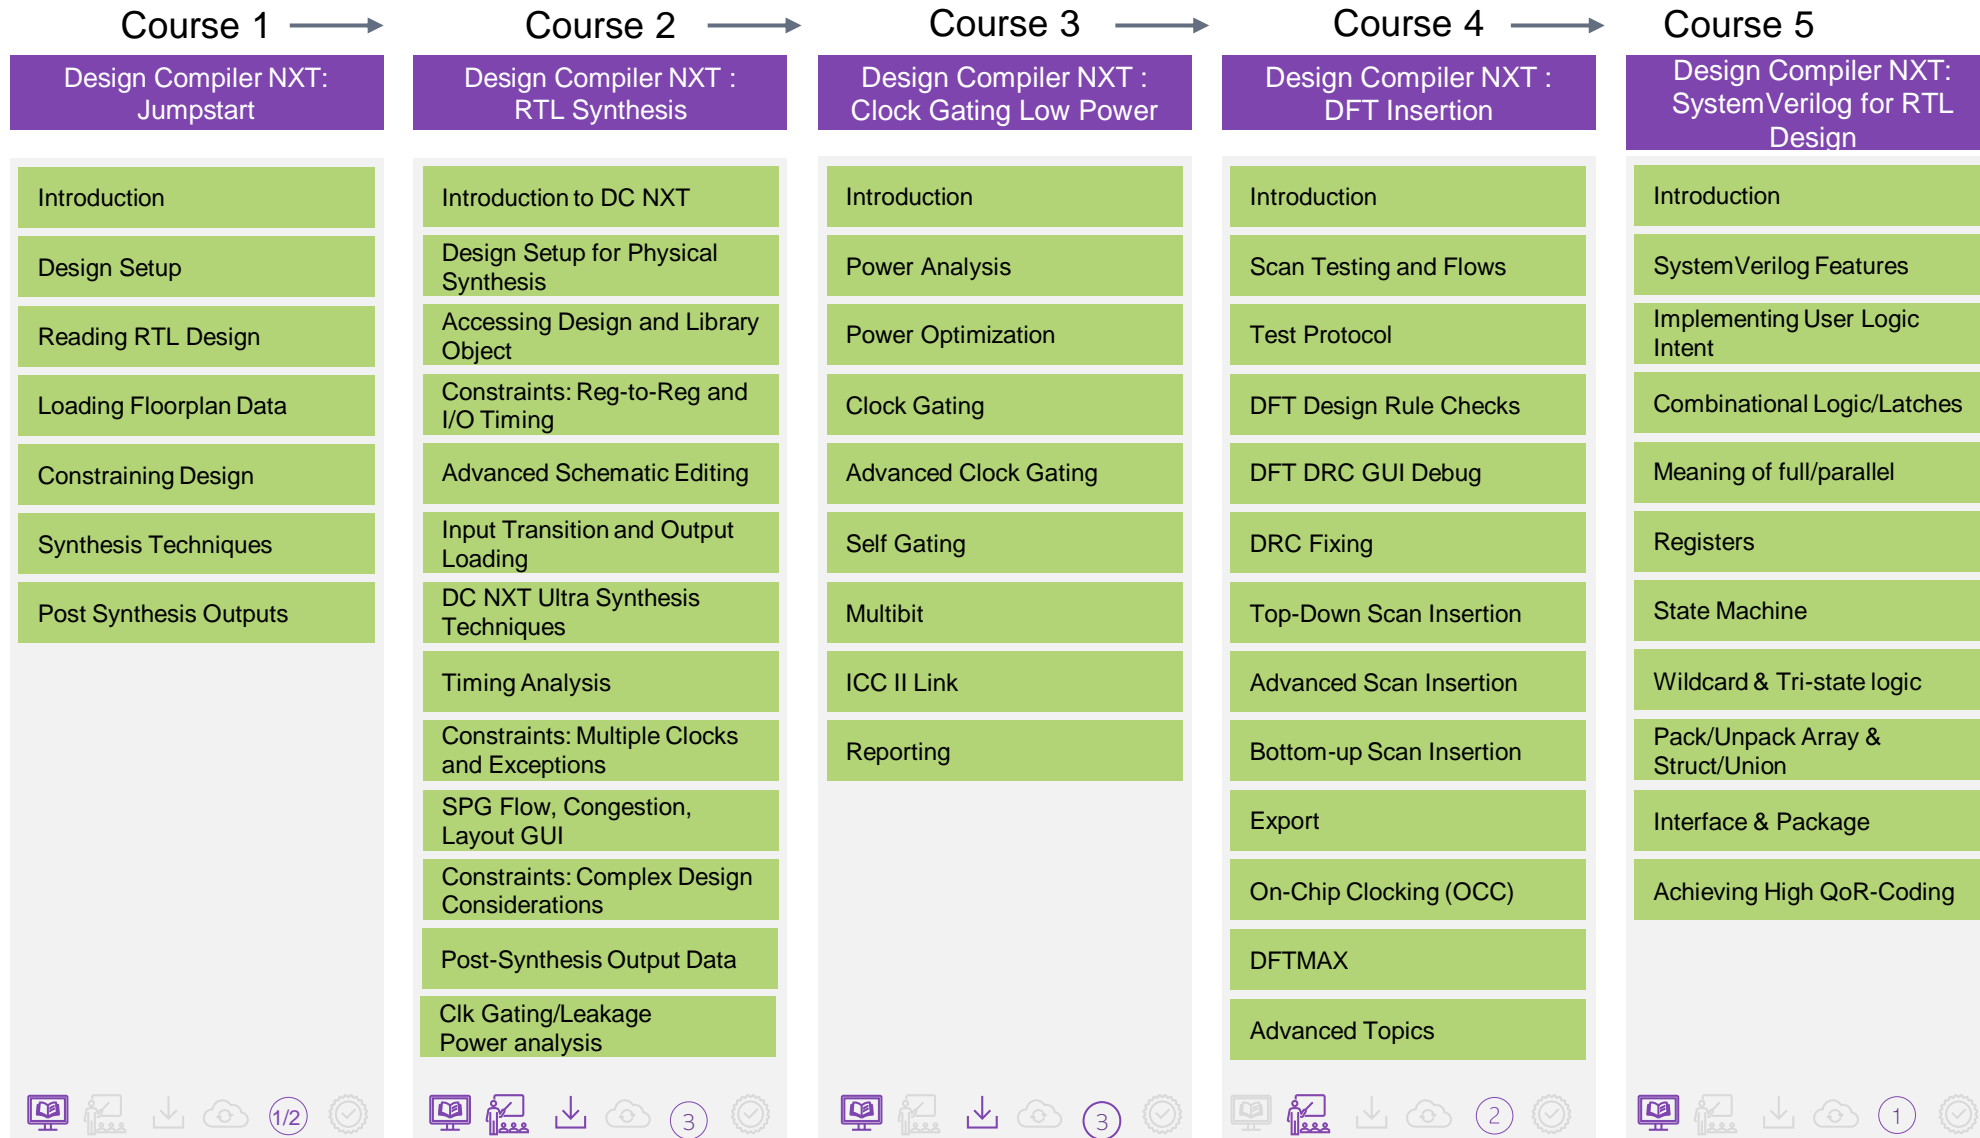 Course 1
Design Compiler NXT:
Jumpstart
Introduction
Design Setup
Reading RTL Design
Loading Floorplan Data
Constraining Design
Synthesis Techniques
Post Synthesis Outputs
1/2
Course 2
Design Compiler NXT :
RTL Synthesis
Introduction to DC NXT
Design Setup for Physical
Synthesis
Accessing Design and Library
Object
Constraints: Reg-to-Reg and
I/O Timing
Advanced Schematic Editing
Input Transition and Output
Loading
DC NXT Ultra Synthesis
Techniques
Timing Analysis
Constraints: Multiple Clocks
and Exceptions
SPG Flow, Congestion,
Layout GUI
Constraints: Complex Design
Considerations
Post-Synthesis Output Data
Clk Gating/Leakage
Power analysis
3
Course 3
Design Compiler NXT :
Clock Gating Low Power
Introduction
Power Analysis
Power Optimization
Clock Gating
Advanced Clock Gating
Self Gating
Multibit
ICC II Link
Reporting
3
Course 4
Design Compiler NXT :
DFT Insertion
Introduction
Scan Testing and Flows
Test Protocol
DFT Design Rule Checks
DFT DRC GUI Debug
DRC Fixing
Top-Down Scan Insertion
Advanced Scan Insertion
Bottom-up Scan Insertion
Export
On-Chip Clocking (OCC)
DFTMAX
Advanced Topics
2
Course 5
Design Compiler NXT:
SystemVerilog for RTL
Design
Introduction
SystemVerilog Features
Implementing User Logic
Intent
Combinational Logic/Latches
Meaning of full/parallel
Registers
State Machine
Wildcard & Tri-state logic
Pack/Unpack Array &
Struct/Union
Interface & Package
Achieving High QoR-Coding
1